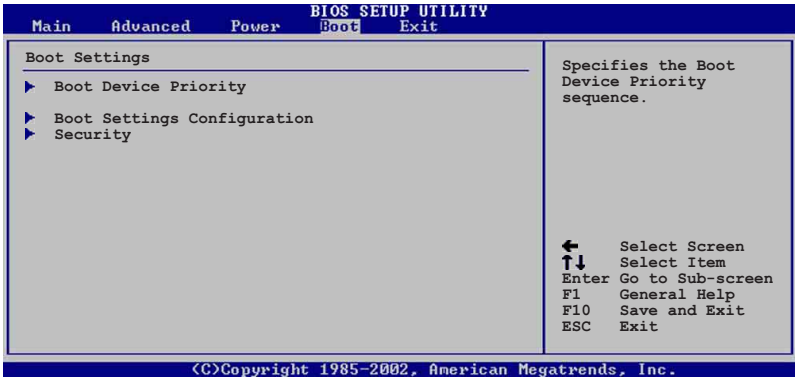 BIOS SETUP UTILITY
Main Advanced Power Boot Exit
Boot Settings
Boot Device Priority
Boot Settings Configuration
Security
Specifies the Boot
Device Priority
sequence.
← Select Screen
↑↓ Select Item
Enter Go to Sub-screen
F1 General Help
F10 Save and Exit
ESC Exit
(C)Copyright 1985-2002, American Megatrends, Inc.